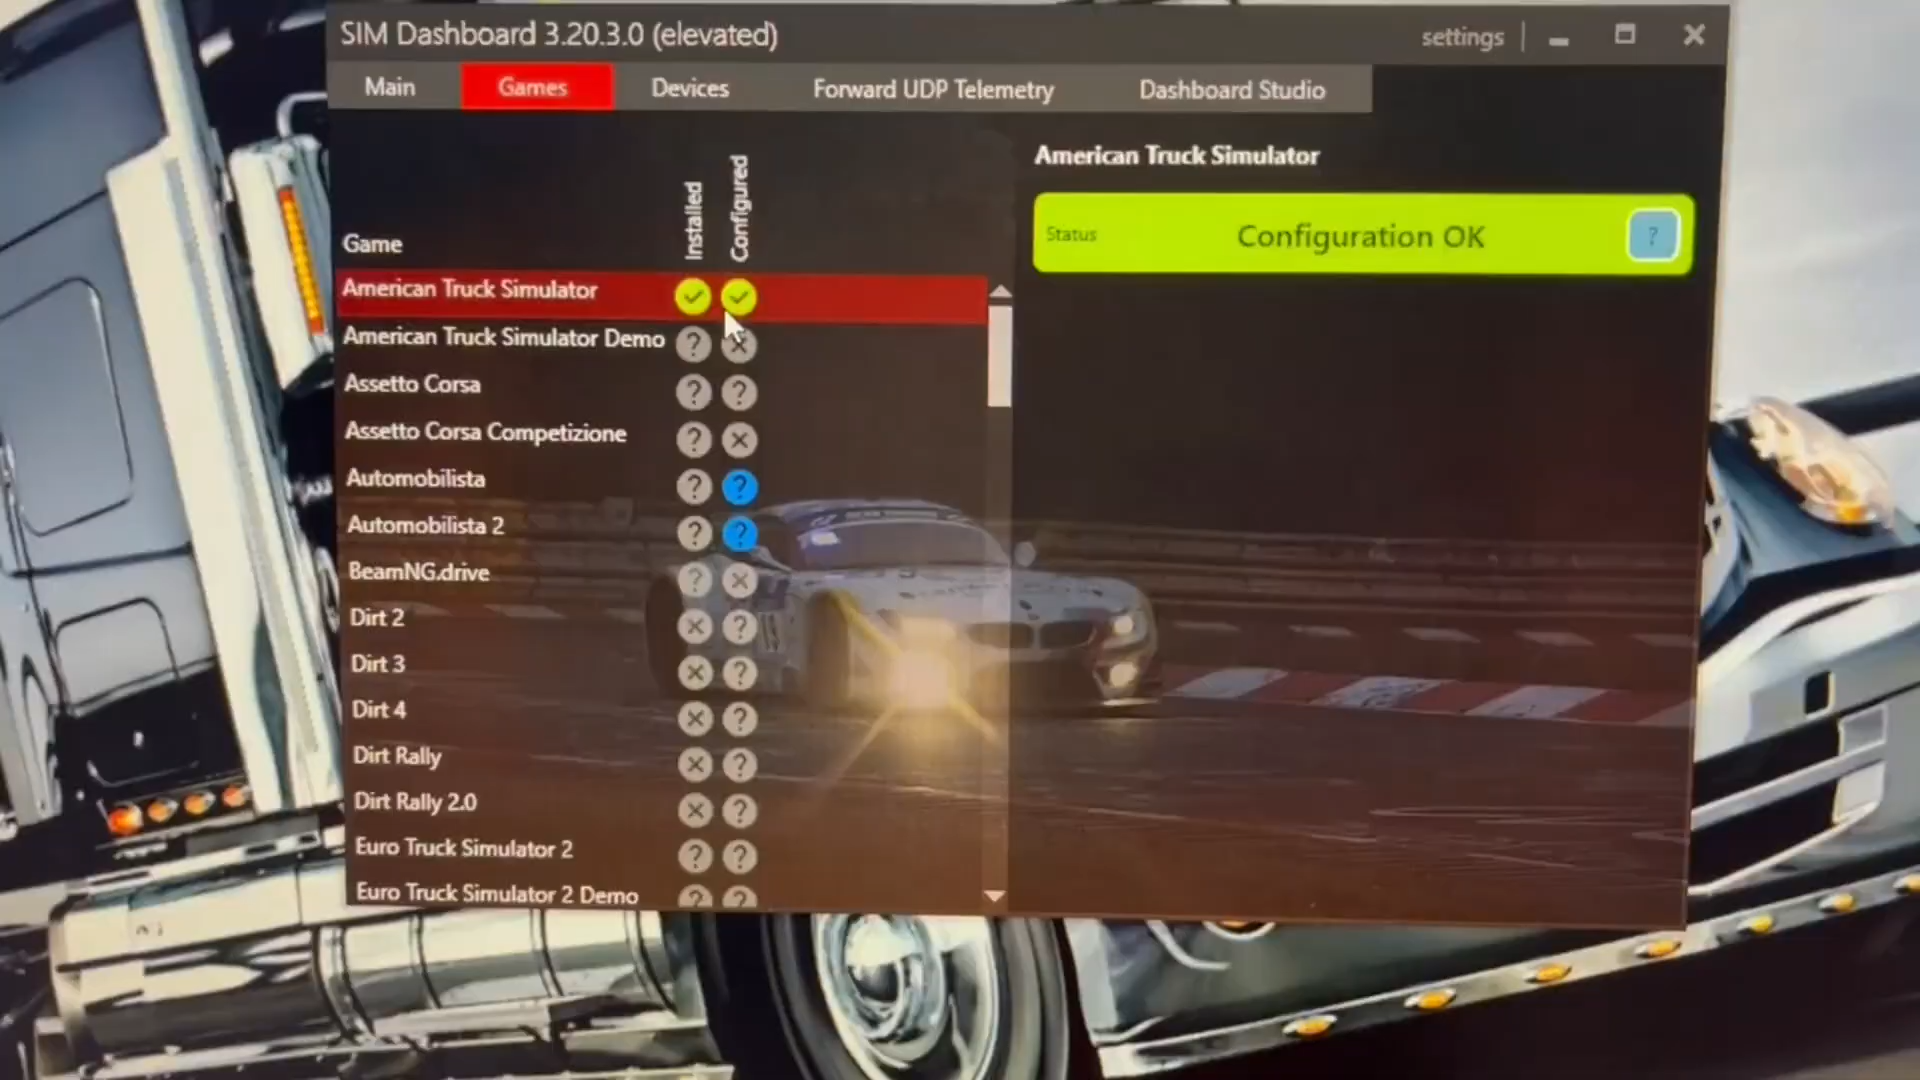 SIM Dashboard 3.20.3.0 (elevated)
settings
Main
Games
Devices
Forward UDP Telemetry
Dashboard Studio
Game
Installed
Configured
American Truck Simulator
American Truck Simulator Demo
Assetto Corsa
Assetto Corsa Competizione
Automobilista
Automobilista 2
BeamNG.drive
Dirt 2
Dirt 3
Dirt 4
Dirt Rally
Dirt Rally 2.0
Euro Truck Simulator 2
Euro Truck Simulator 2 Demo
American Truck Simulator
Status
Configuration OK
?